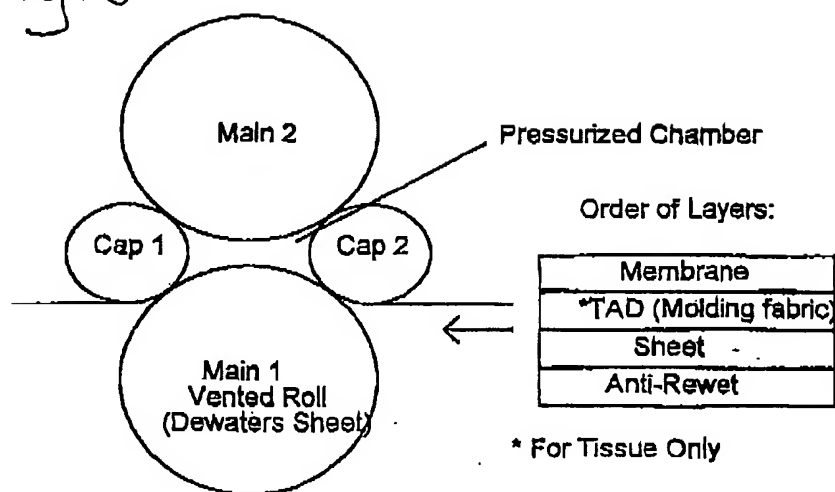 Main 2
Pressurized Chamber
Order of Layers:
Cap 1
Cap 2
Membrane
*TAD (Molding fabric)
Sheet
Anti-Rewet
Main 1
Vented Roll
(Dewaters Sheet)
* For Tissue Only